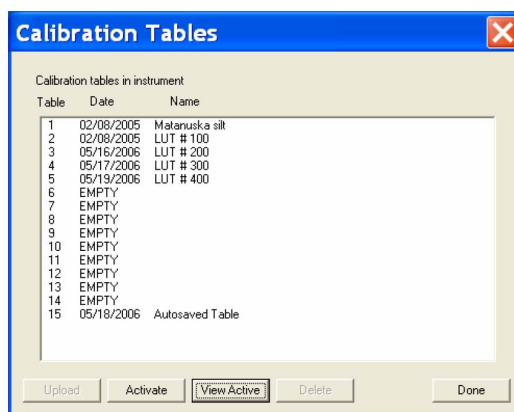 Calibration Tables
Calibration tables in instrument
Table Date Name
1 02/08/2005 Matanuska silt
2 02/08/2005 LUT # 100
3 05/16/2006 LUT # 200
4 05/17/2006 LUT # 300
5 05/19/2006 LUT # 400
6 EMPTY
7 EMPTY
8 EMPTY
9 EMPTY
10 EMPTY
11 EMPTY
12 EMPTY
13 EMPTY
14 EMPTY
15 05/18/2006 Autosaved Table
Upload Activate View Active Delete Done